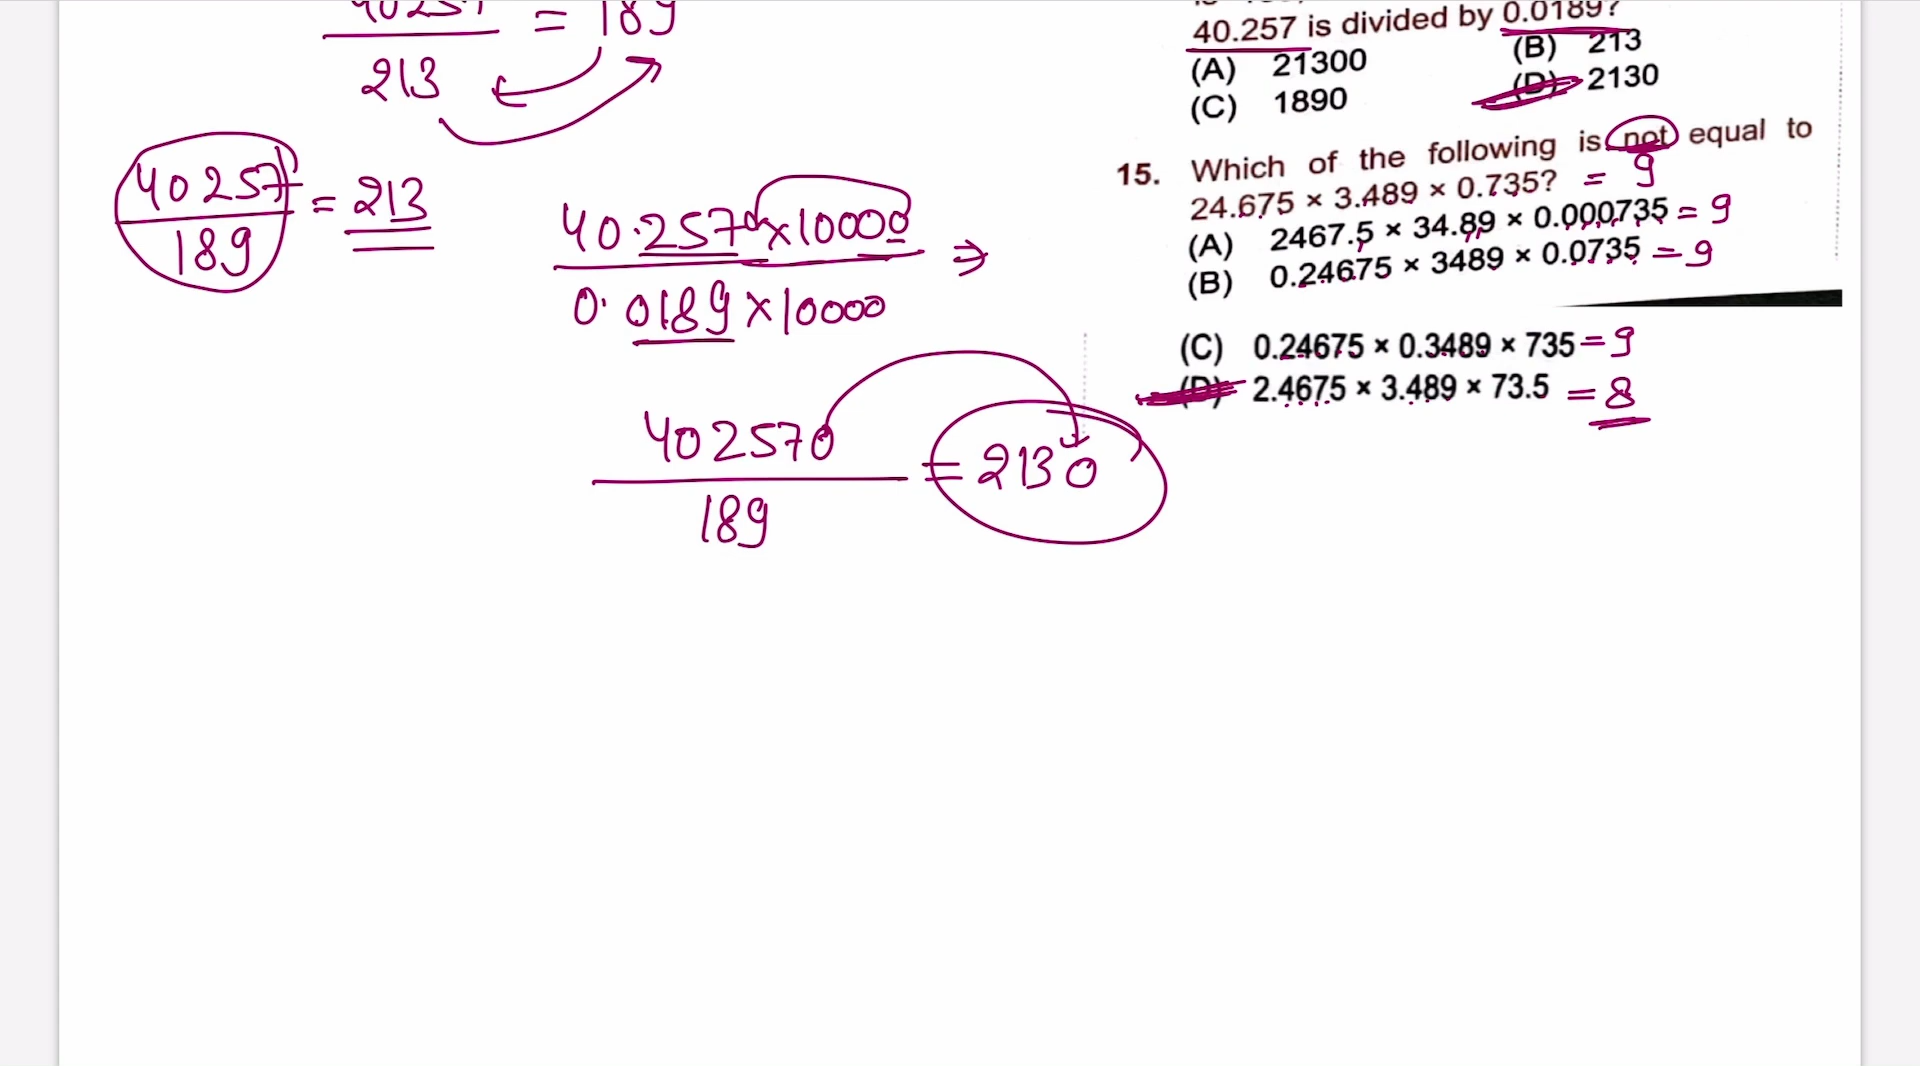 40257 = 189
213
40257 = 213
189
40.2570 × 10000 ⇒
0.0189 × 10000
402570 = 2130
189
40.257 is divided by 0.0189?
(A) 21300 (B) 213
(C) 1890 (D) 2130
15. Which of the following is not equal to
24.675 × 3.489 × 0.735? = 9
(A) 2467.5 × 34.89 × 0.000735 = 9
(B) 0.24675 × 3489 × 0.0735 = 9
(C) 0.24675 × 0.3489 × 735 = 9
(D) 2.4675 × 3.489 × 73.5 = 8